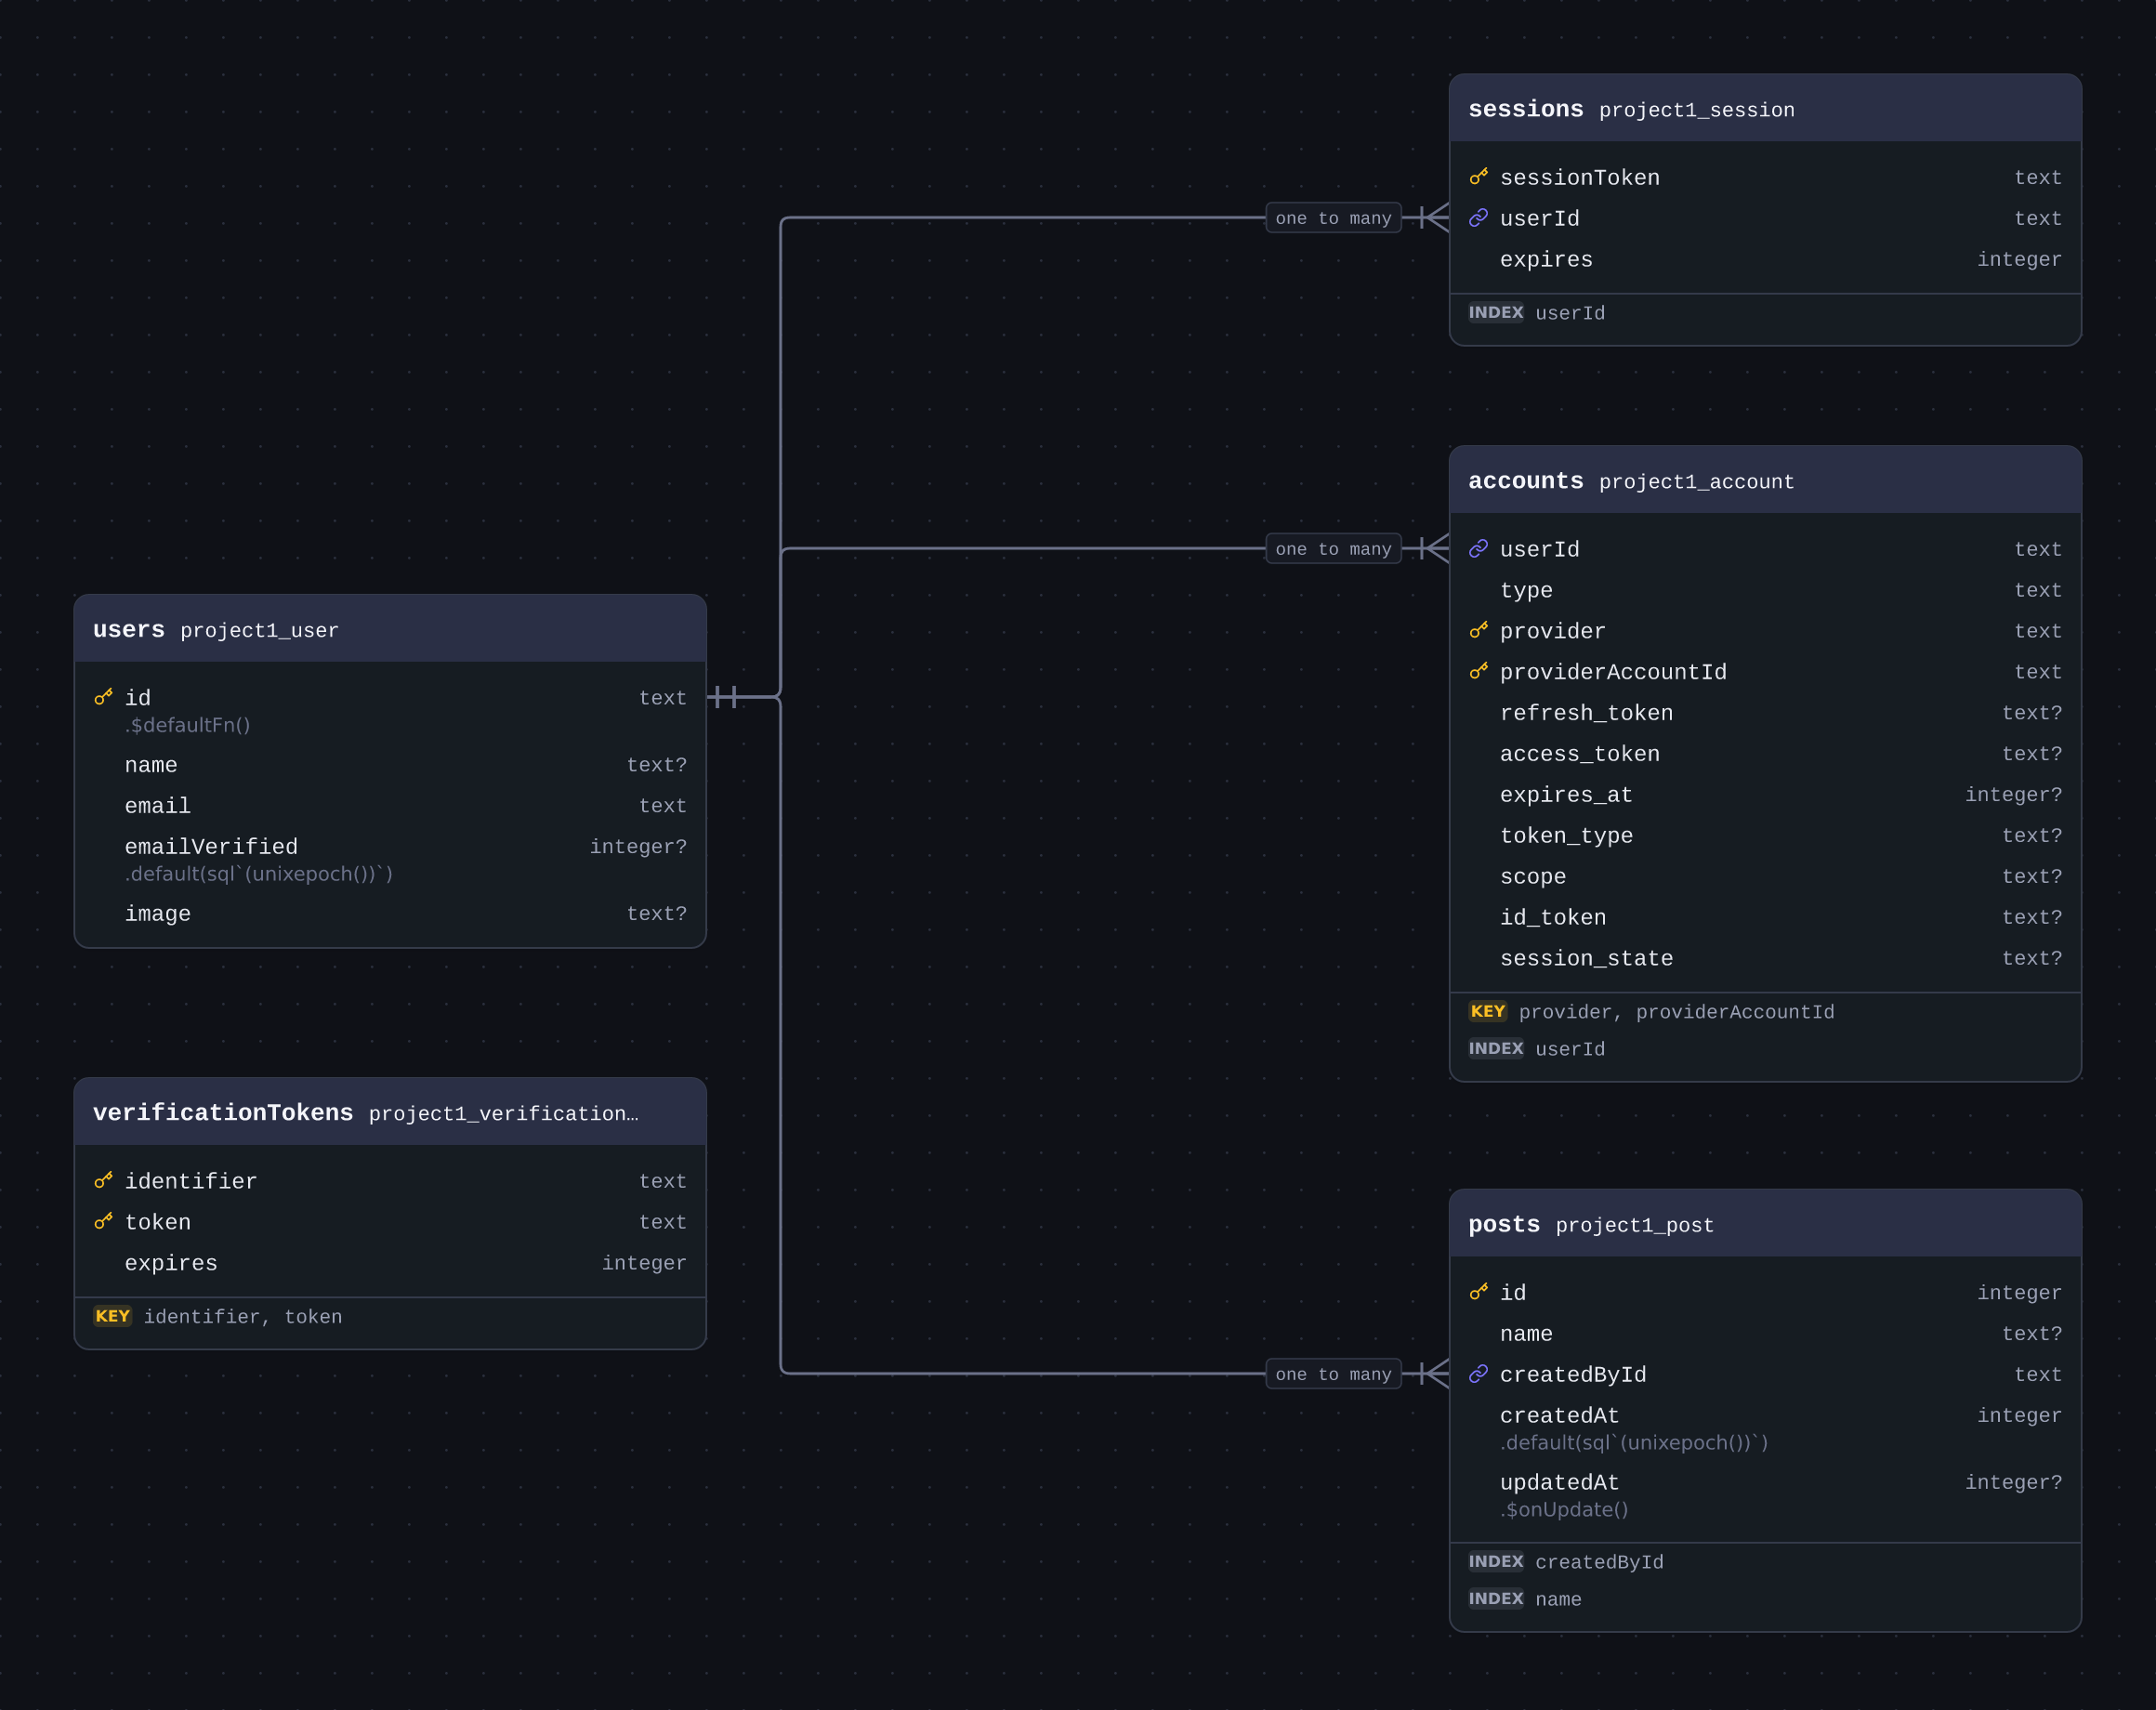 sessions project1_session
sessionToken text
userId text
expires integer
INDEX userId
one to many
accounts project1_account
userId text
type text
provider text
providerAccountId text
refresh_token text?
access_token text?
expires_at integer?
token_type text?
scope text?
id_token text?
session_state text?
KEY provider, providerAccountId
INDEX userId
one to many
users project1_user
id text
.$defaultFn()
name text?
email text
emailVerified integer?
.default(sql`(unixepoch())`)
image text?
verificationTokens project1_verification…
identifier text
token text
expires integer
KEY identifier, token
posts project1_post
id integer
name text?
createdById text
createdAt integer
.default(sql`(unixepoch())`)
updatedAt integer?
.$onUpdate()
INDEX createdById
INDEX name
one to many